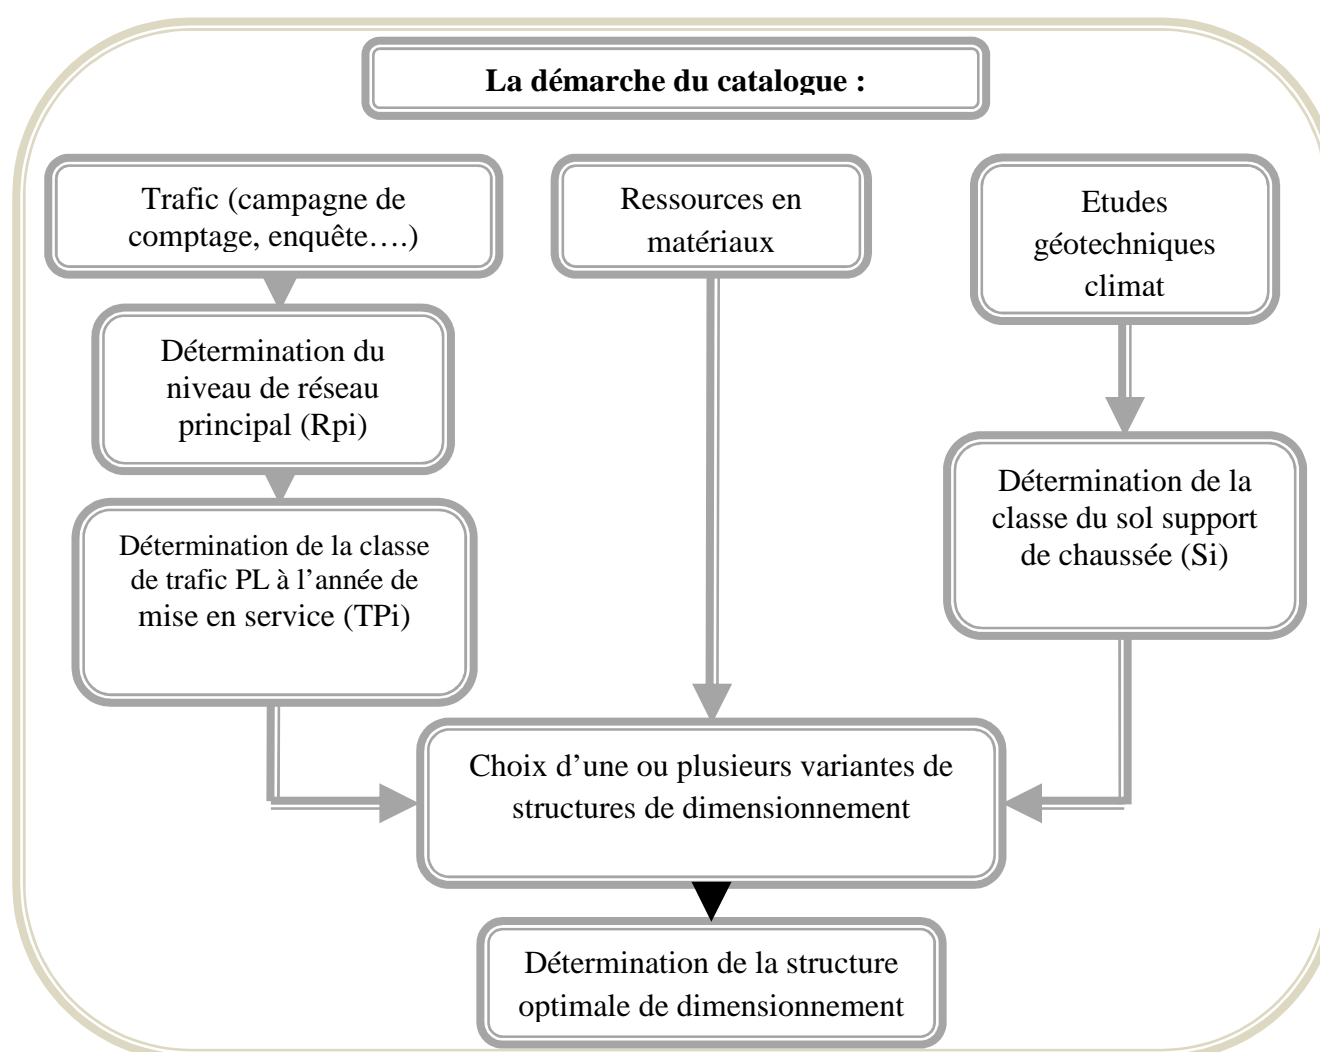 La démarche du catalogue :
Trafic (campagne de
comptage, enquête….)
Ressources en
matériaux
Etudes
géotechniques
climat
Détermination du
niveau de réseau
principal (Rpi)
Détermination de la classe
de trafic PL à l’année de
mise en service (TPi)
Détermination de la
classe du sol support
de chaussée (Si)
Choix d’une ou plusieurs variantes de
structures de dimensionnement
Détermination de la structure
optimale de dimensionnement